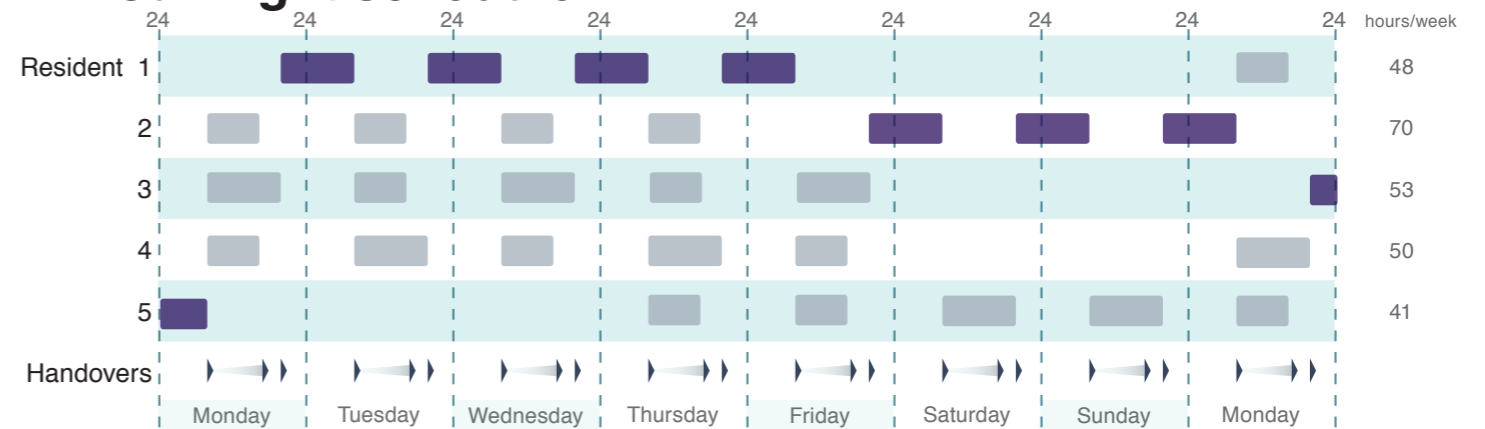 24 24 24 24 24 24 24 24 24 hours/week
Resident 1 48
2 70
3 53
4 50
5 41
Handovers
Monday Tuesday Wednesday Thursday Friday Saturday Sunday Monday